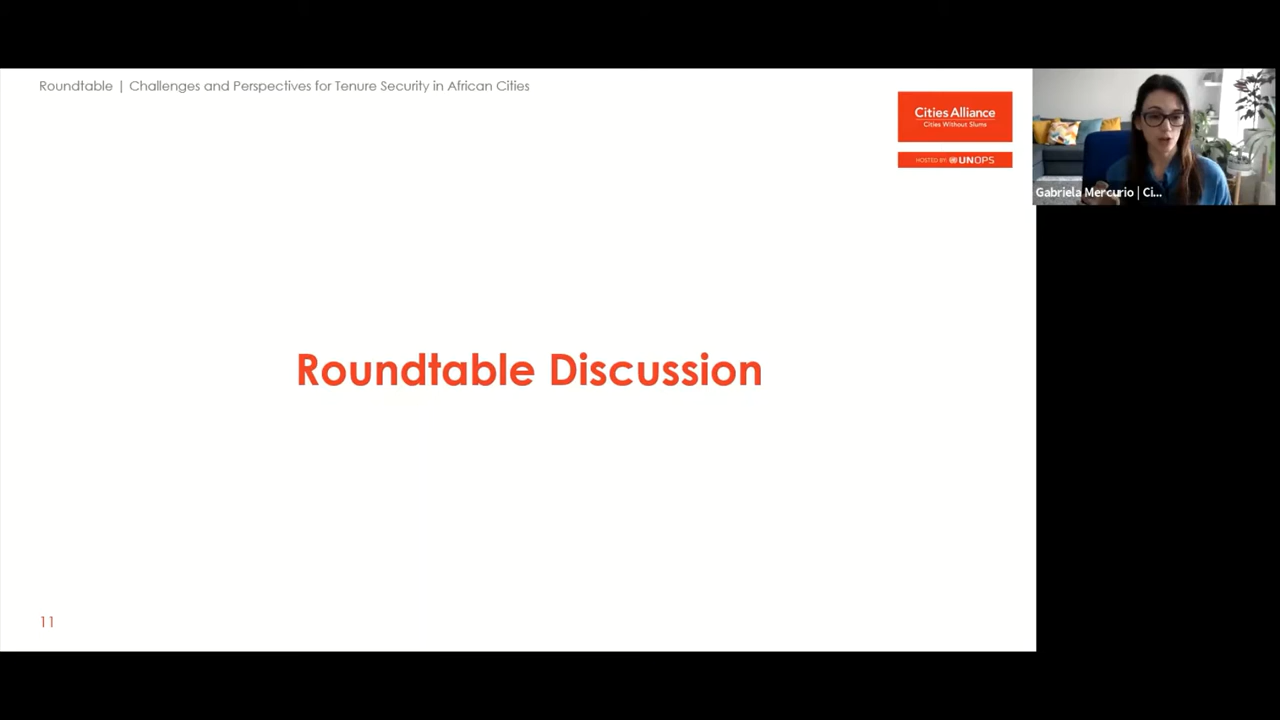 Roundtable | Challenges and Perspectives for Tenure Security in African Cities
Cities Alliance
Cities Without Slums
HOSTED BY: UNOPS
Gabriela Mercurio | Ci...
Roundtable Discussion
11